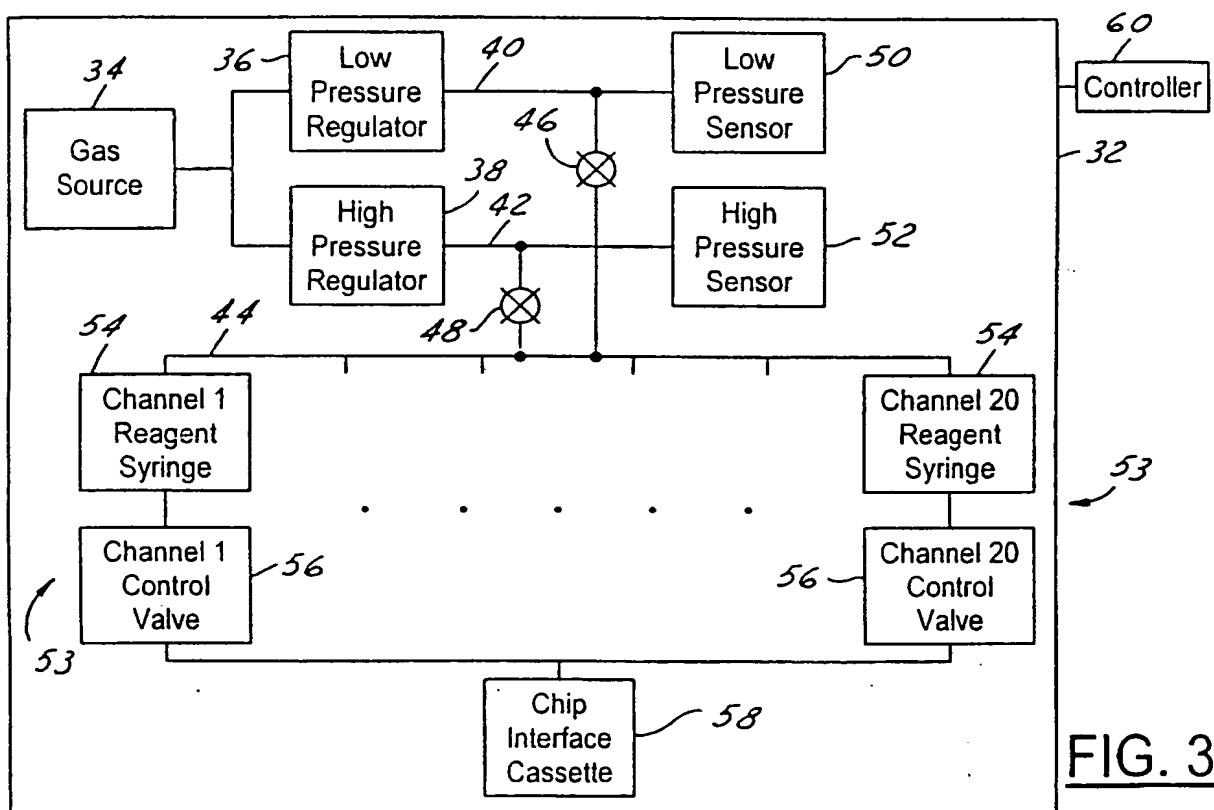 34
Gas
Source
36
Low
Pressure
Regulator
40
Low
Pressure
Sensor
50
60
Controller
32
46
38
High
Pressure
Regulator
42
High
Pressure
Sensor
52
48
54
44
Channel 1
Reagent
Syringe
54
Channel 20
Reagent
Syringe
53
Channel 1
Control
Valve
56
56
Channel 20
Control
Valve
53
Chip
Interface
Cassette
58
FIG. 3